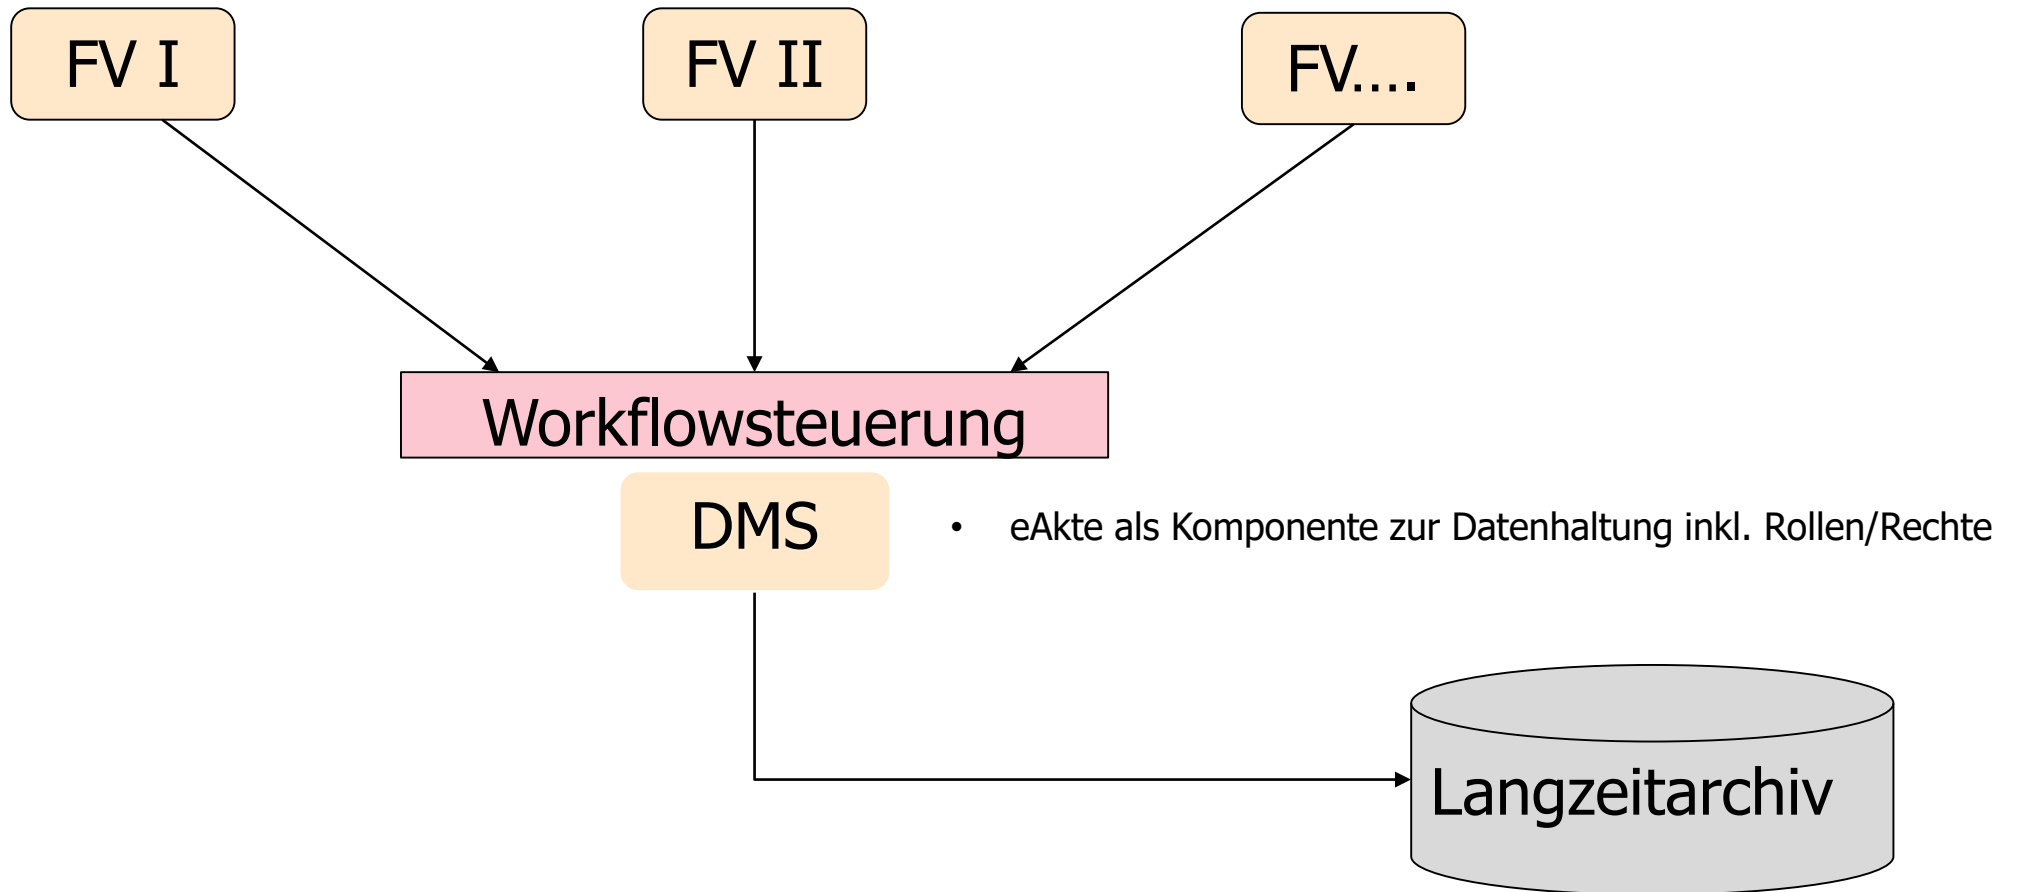 FV I
FV II
FV....
Workflowsteuerung
DMS
• eAkte als Komponente zur Datenhaltung inkl. Rollen/Rechte
Langzeitarchiv